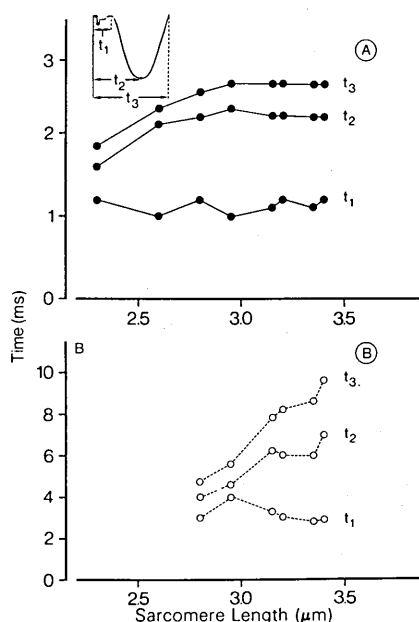 A
t₁
t₂
t₃
3
2
1
0
t₃
t₂
t₁
2.5 3.0 3.5
Time (ms)
B
B
10
8
6
4
2
0
t₃.
t₂
t₁
2.5 3.0 3.5
Sarcomere Length (μm)